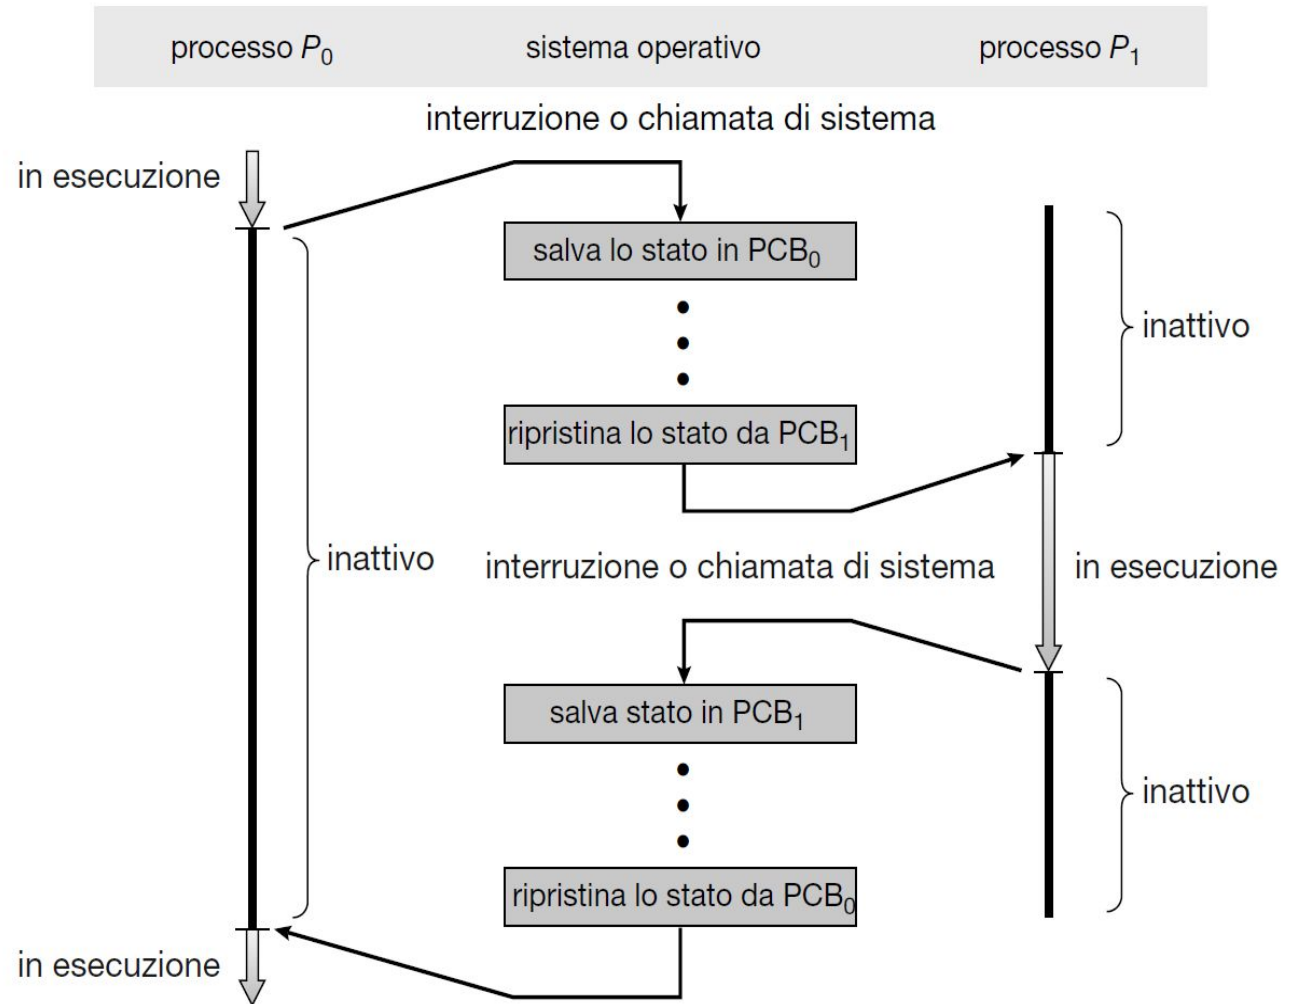 processo P0 sistema operativo processo P1
interruzione o chiamata di sistema
in esecuzione
salva lo stato in PCB0
inattivo
ripristina lo stato da PCB1
inattivo
interruzione o chiamata di sistema
in esecuzione
salva stato in PCB1
inattivo
ripristina lo stato da PCB0
in esecuzione